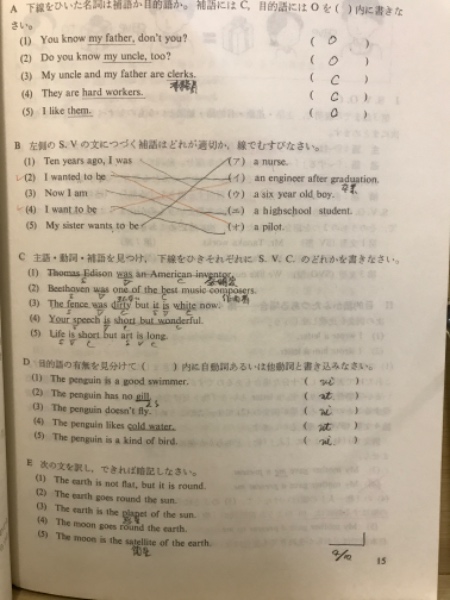 A 下線をひいた名詞は補語か目的語か。補語にはC, 目的語にはOを( )内に書きな
さい。
(1) You know my father, don't you? ( O )
(2) Do you know my uncle, too? ( O )
(3) My uncle and my father are clerks. ( C )
事務員
(4) They are hard workers. ( C )
(5) I like them. ( O )
B 左側の S. V の文につづく補語はどれが適切か, 線でむすびなさい。
(1) Ten years ago, I was (ア) a nurse.
(2) I wanted to be (イ) an engineer after graduation.
卒業
(3) Now I am (ウ) a six year old boy.
(4) I want to be (エ) a highschool student.
(5) My sister wants to be (オ) a pilot.
C 主語・動詞・補語を見つけ, 下線をひきそれぞれに S. V. C. のどれかを書きなさい。
(1) Thomas Edison was an American inventor.
S V C
(2) Beethoven was one of the best music composers.
S V C 作曲家
(3) The fence was dirty but it is white now.
S V C S V C
(4) Your speech is short but wonderful.
S V C
(5) Life is short but art is long.
S V C S V C
D 目的語の有無を見分けて( )内に自動詞あるいは他動詞と書き込みなさい。
(1) The penguin is a good swimmer. ( vi )
(2) The penguin has no gill. ( vt )
(3) The penguin doesn't fly. ( vi )
(4) The penguin likes cold water. ( vt )
(5) The penguin is a kind of bird. ( vi )
E 次の文を訳し, できれば暗記しなさい。
(1) The earth is not flat, but it is round.
(2) The earth goes round the sun.
(3) The earth is the planet of the sun.
惑星
(4) The moon goes round the earth.
(5) The moon is the satellite of the earth.
衛星
15